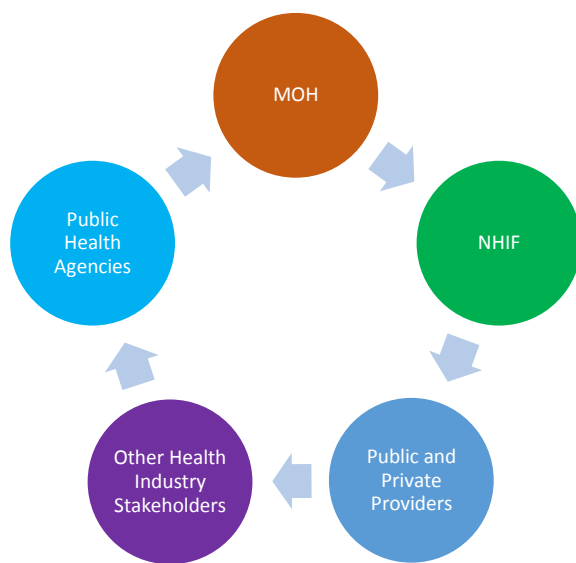 MOH
NHIF
Public and
Private
Providers
Other Health
Industry
Stakeholders
Public
Health
Agencies